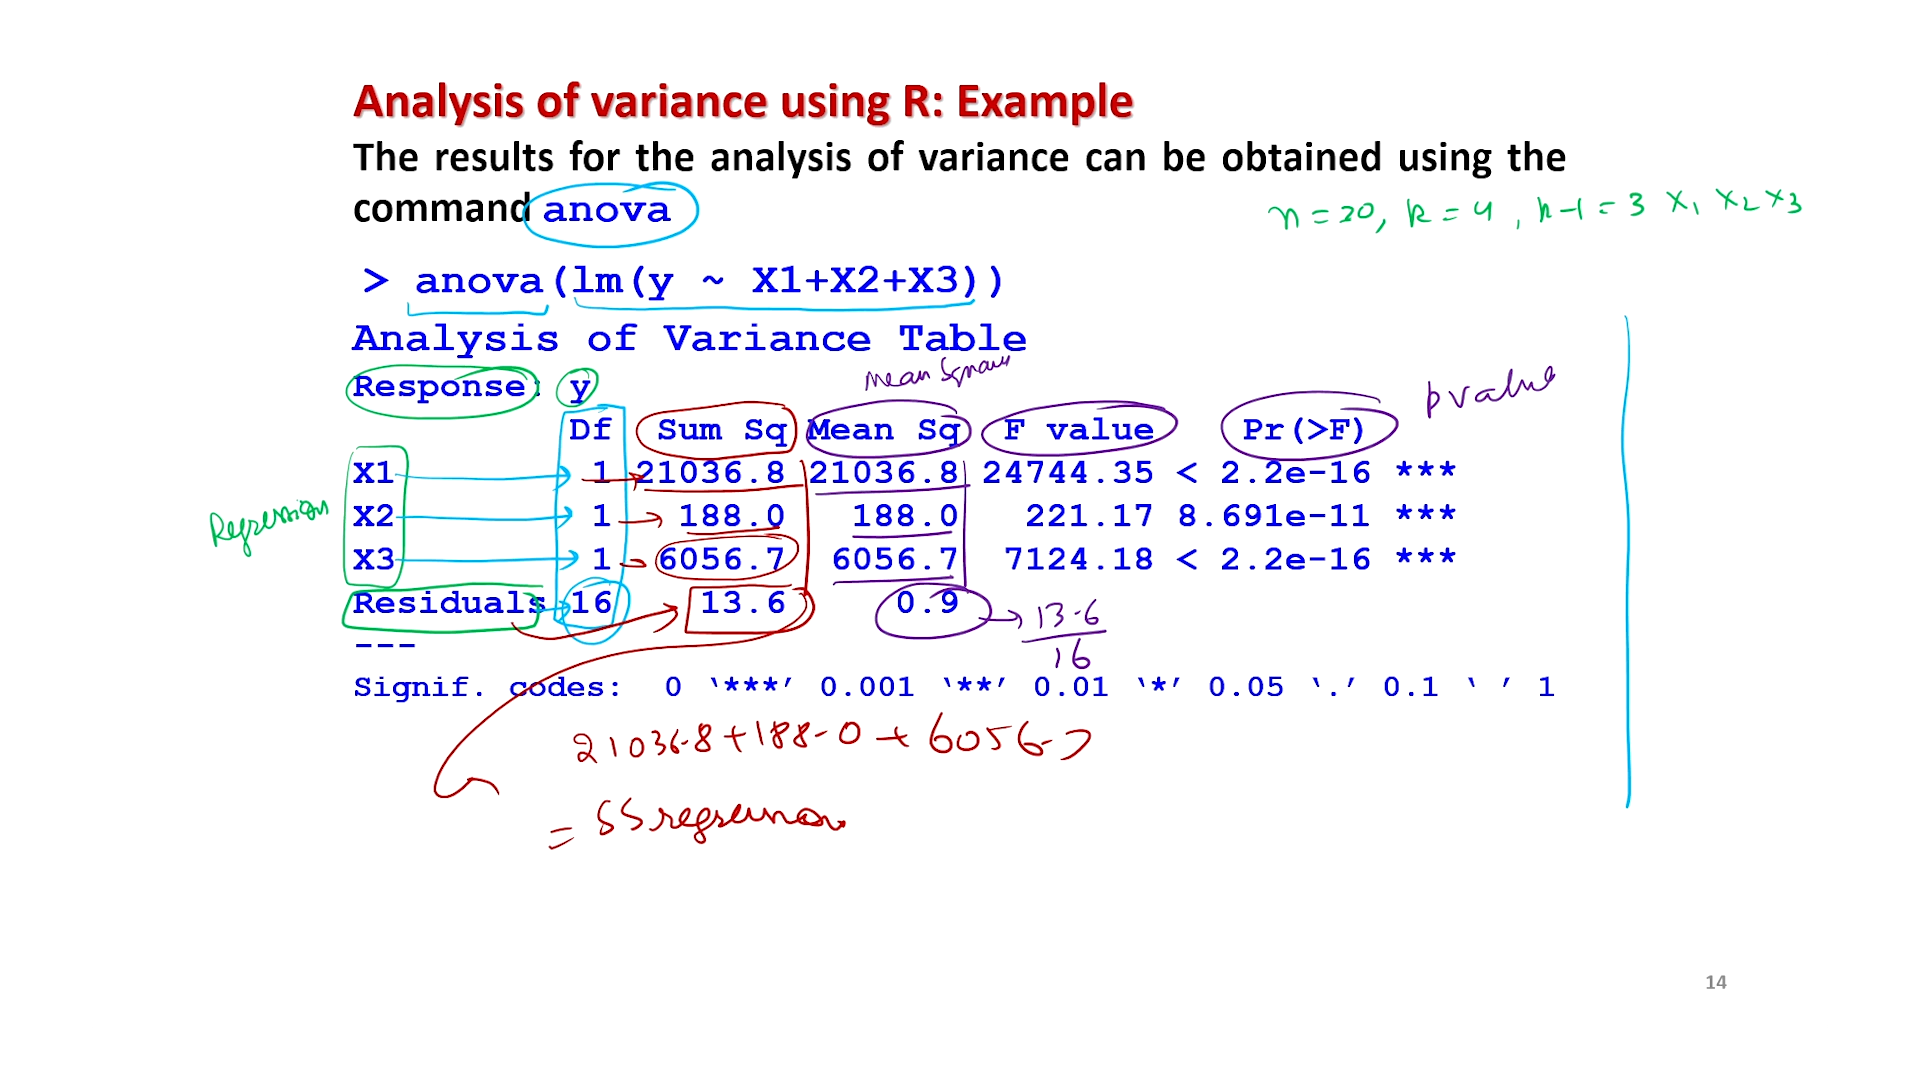 Analysis of variance using R: Example
The results for the analysis of variance can be obtained using the
command anova
n=20, k=4, k-1=3 X1 X2 X3
> anova(lm(y ~ X1+X2+X3))
Analysis of Variance Table
Mean Square
Response: y
p value
Df Sum Sq Mean Sq F value Pr(>F)
X1 1 21036.8 21036.8 24744.35 < 2.2e-16 ***
Regression
X2 1 188.0 188.0 221.17 8.691e-11 ***
X3 1 6056.7 6056.7 7124.18 < 2.2e-16 ***
Residuals 16 13.6 0.9
13.6
16
---
Signif. codes: 0 ‘***’ 0.001 ‘**’ 0.01 ‘*’ 0.05 ‘.’ 0.1 ‘ ’ 1
21036.8+188.0+6056.7
= SSregression
14